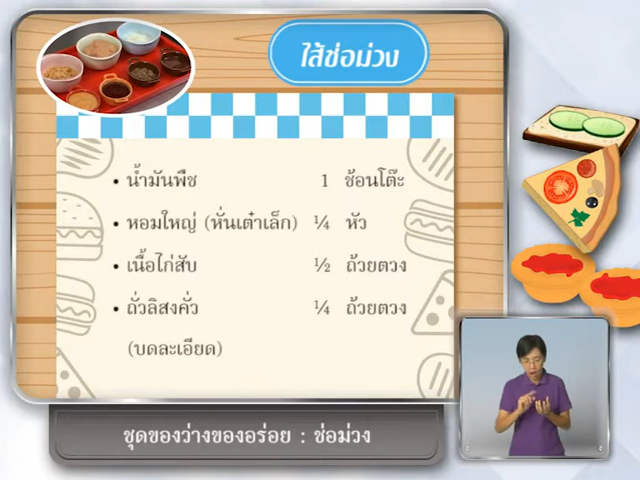 ไส้ช่อม่วง
• น้ำมันพืช 1 ช้อนโต๊ะ
• หอมใหญ่ (หั่นเต๋าเล็ก) ¼ หัว
• เนื้อไก่สับ ½ ถ้วยตวง
• ถั่วลิสงคั่ว ¼ ถ้วยตวง
(บดละเอียด)
ชุดของว่างของอร่อย : ช่อม่วง